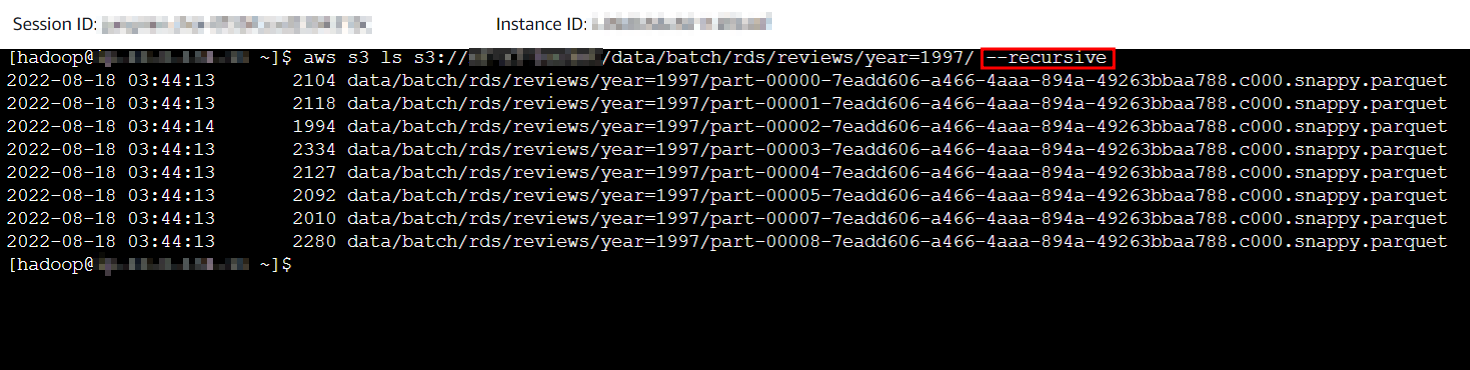 Session ID: Instance ID:
[hadoop@ ~]$ aws s3 ls s3:// /data/batch/rds/reviews/year=1997/ --recursive
2022-08-18 03:44:13 2104 data/batch/rds/reviews/year=1997/part-00000-7eadd606-a466-4aaa-894a-49263bbaa788.c000.snappy.parquet
2022-08-18 03:44:13 2118 data/batch/rds/reviews/year=1997/part-00001-7eadd606-a466-4aaa-894a-49263bbaa788.c000.snappy.parquet
2022-08-18 03:44:14 1994 data/batch/rds/reviews/year=1997/part-00002-7eadd606-a466-4aaa-894a-49263bbaa788.c000.snappy.parquet
2022-08-18 03:44:13 2334 data/batch/rds/reviews/year=1997/part-00003-7eadd606-a466-4aaa-894a-49263bbaa788.c000.snappy.parquet
2022-08-18 03:44:13 2127 data/batch/rds/reviews/year=1997/part-00004-7eadd606-a466-4aaa-894a-49263bbaa788.c000.snappy.parquet
2022-08-18 03:44:13 2092 data/batch/rds/reviews/year=1997/part-00005-7eadd606-a466-4aaa-894a-49263bbaa788.c000.snappy.parquet
2022-08-18 03:44:13 2010 data/batch/rds/reviews/year=1997/part-00007-7eadd606-a466-4aaa-894a-49263bbaa788.c000.snappy.parquet
2022-08-18 03:44:13 2280 data/batch/rds/reviews/year=1997/part-00008-7eadd606-a466-4aaa-894a-49263bbaa788.c000.snappy.parquet
[hadoop@ ~]$